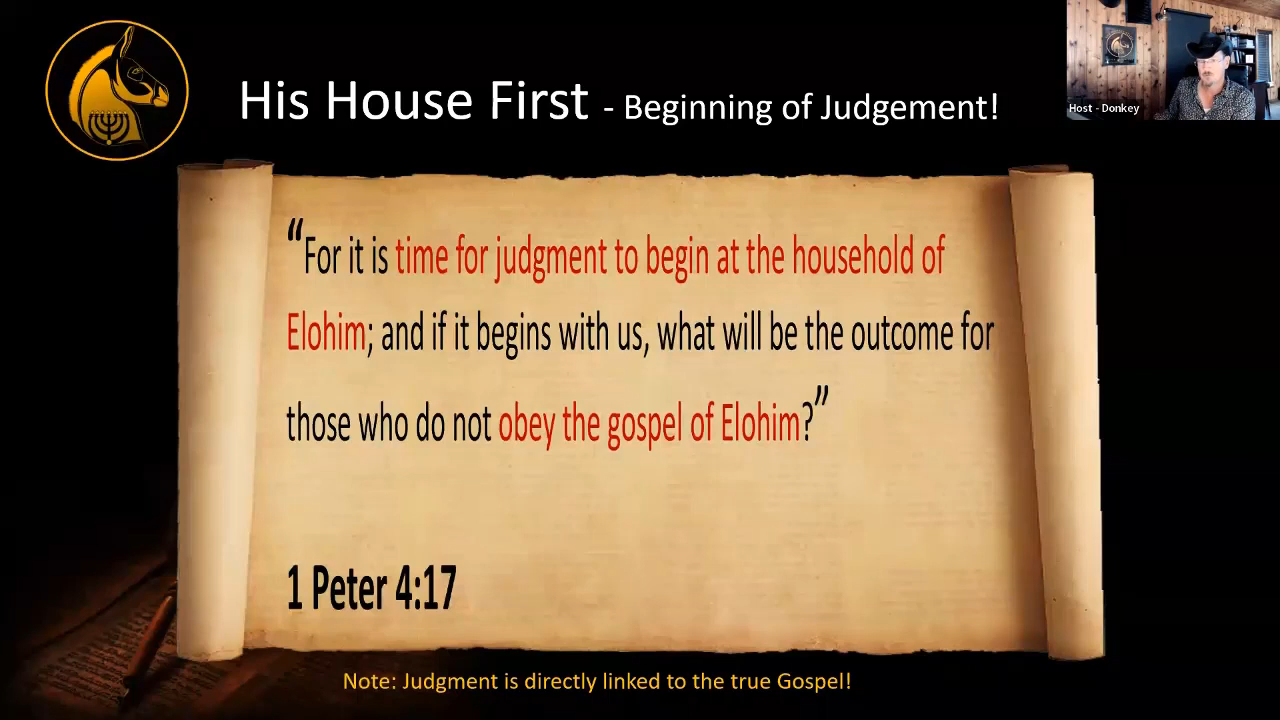 His House First - Beginning of Judgement!
Host - Donkey
“For it is time for judgment to begin at the household of
Elohim; and if it begins with us, what will be the outcome for
those who do not obey the gospel of Elohim?”
1 Peter 4:17
Note: Judgment is directly linked to the true Gospel!